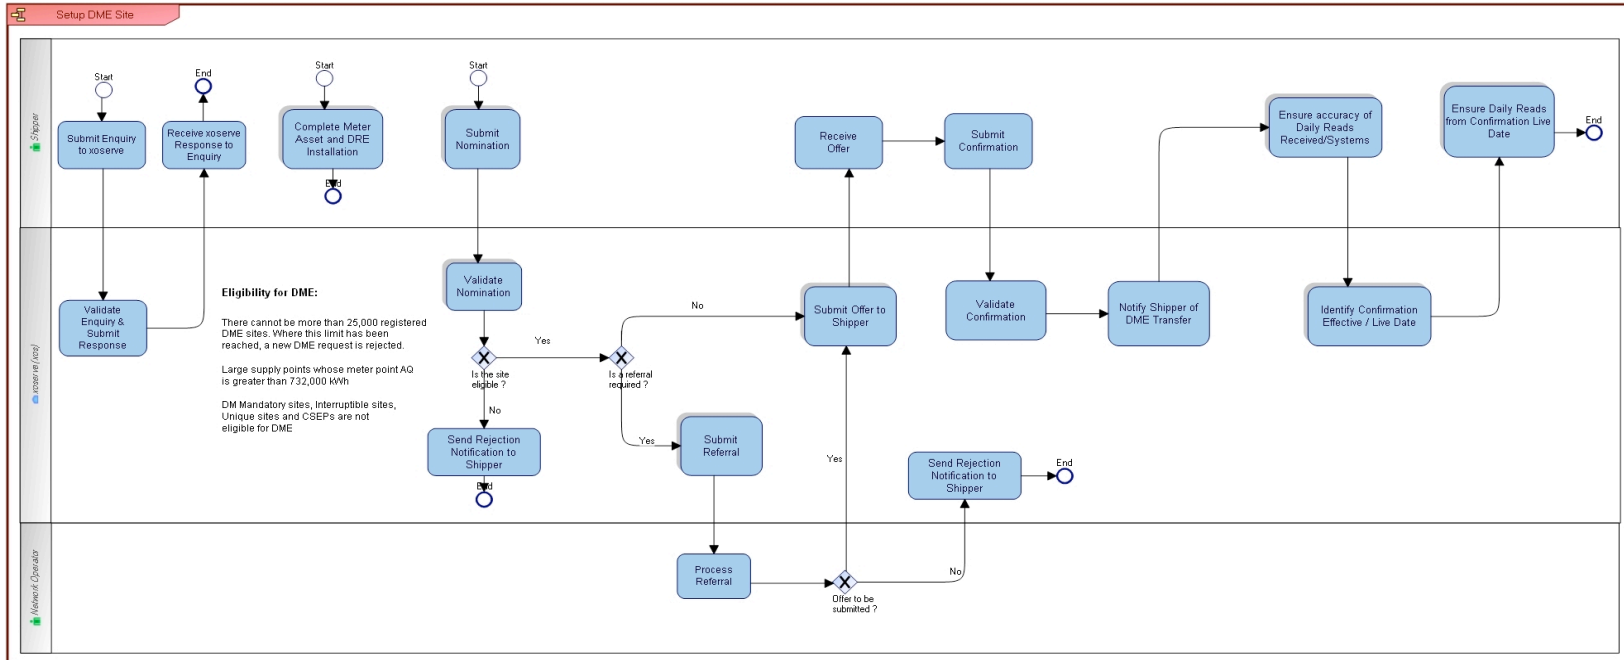 Setup DME Site
Shipper
Start
End
Start
Start
Submit Enquiry
to xoserve
Receive xoserve
Response to
Enquiry
Complete Meter
Asset and DRE
Installation
End
Submit
Nomination
Receive
Offer
Submit
Confirmation
Ensure accuracy of
Daily Reads
Received/Systems
Ensure Daily Reads
from Confirmation Live
Date
End
xoserve (xos)
Validate
Enquiry &
Submit
Response
Eligibility for DME:
There cannot be more than 25,000 registered
DME sites. Where this limit has been
reached, a new DME request is rejected.
Large supply points whose meter point AQ
is greater than 732,000 kWh
DM Mandatory sites, Interruptible sites,
Unique sites and CSEPs are not
eligible for DME
Validate
Nomination
Is the site
eligible ?
Yes
No
Send Rejection
Notification to
Shipper
End
Is a referral
required ?
No
Yes
Submit
Referral
Submit Offer to
Shipper
Yes
Validate
Confirmation
Notify Shipper of
DME Transfer
Identify Confirmation
Effective / Live Date
Send Rejection
Notification to
Shipper
End
Network Operator
Process
Referral
Offer to be
submitted ?
No